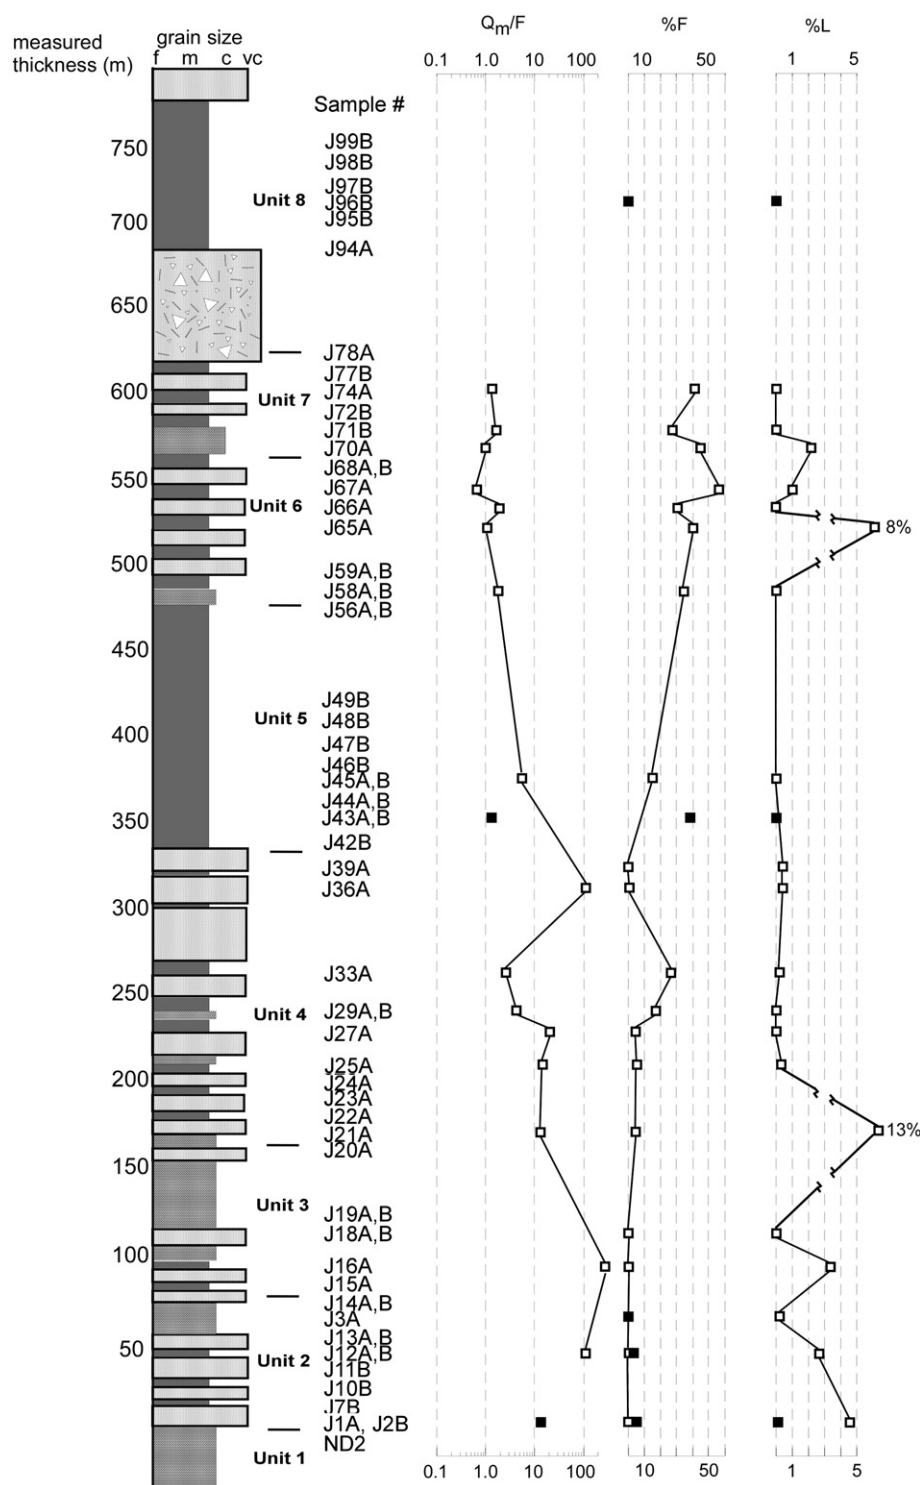 measured
thickness (m)
grain size
f m c vc
Sample #
Qm/F
0.1 1.0 10 100
%F
10 50
%L
1 5
750
700
650
600
550
500
450
400
350
300
250
200
150
100
50
Unit 8
Unit 7
Unit 6
Unit 5
Unit 4
Unit 3
Unit 2
Unit 1
J99B
J98B
J97B
J96B
J95B
J94A
J78A
J77B
J74A
J72B
J71B
J70A
J68A,B
J67A
J66A
J65A
J59A,B
J58A,B
J56A,B
J49B
J48B
J47B
J46B
J45A,B
J44A,B
J43A,B
J42B
J39A
J36A
J33A
J29A,B
J27A
J25A
J24A
J23A
J22A
J21A
J20A
J19A,B
J18A,B
J16A
J15A
J14A,B
J3A
J13A,B
J12A,B
J11B
J10B
J7B
J1A, J2B
ND2
8%
13%
0.1 1.0 10 100
10 50
1 5